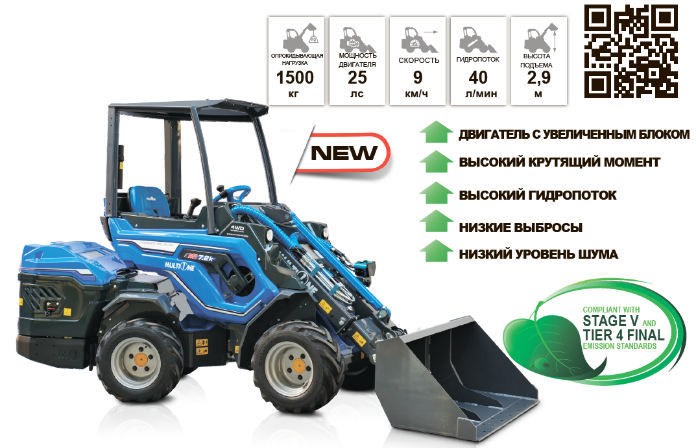 ОПРОКИДЫВАЮЩАЯ
НАГРУЗКА
1500
кг
МОЩНОСТЬ
ДВИГАТЕЛЯ
25
лс
СКОРОСТЬ
9
км/ч
ГИДРОПОТОК
40
л/мин
ВЫСОТА
ПОДЪЕМА
2,9
м
NEW
ДВИГАТЕЛЬ С УВЕЛИЧЕННЫМ БЛОКОМ
ВЫСОКИЙ КРУТЯЩИЙ МОМЕНТ
ВЫСОКИЙ ГИДРОПОТОК
НИЗКИЕ ВЫБРОСЫ
НИЗКИЙ УРОВЕНЬ ШУМА
4WD
7.2K
MULTIONE
COMPLIANT WITH
STAGE V AND
TIER 4 FINAL
EMISSION STANDARDS